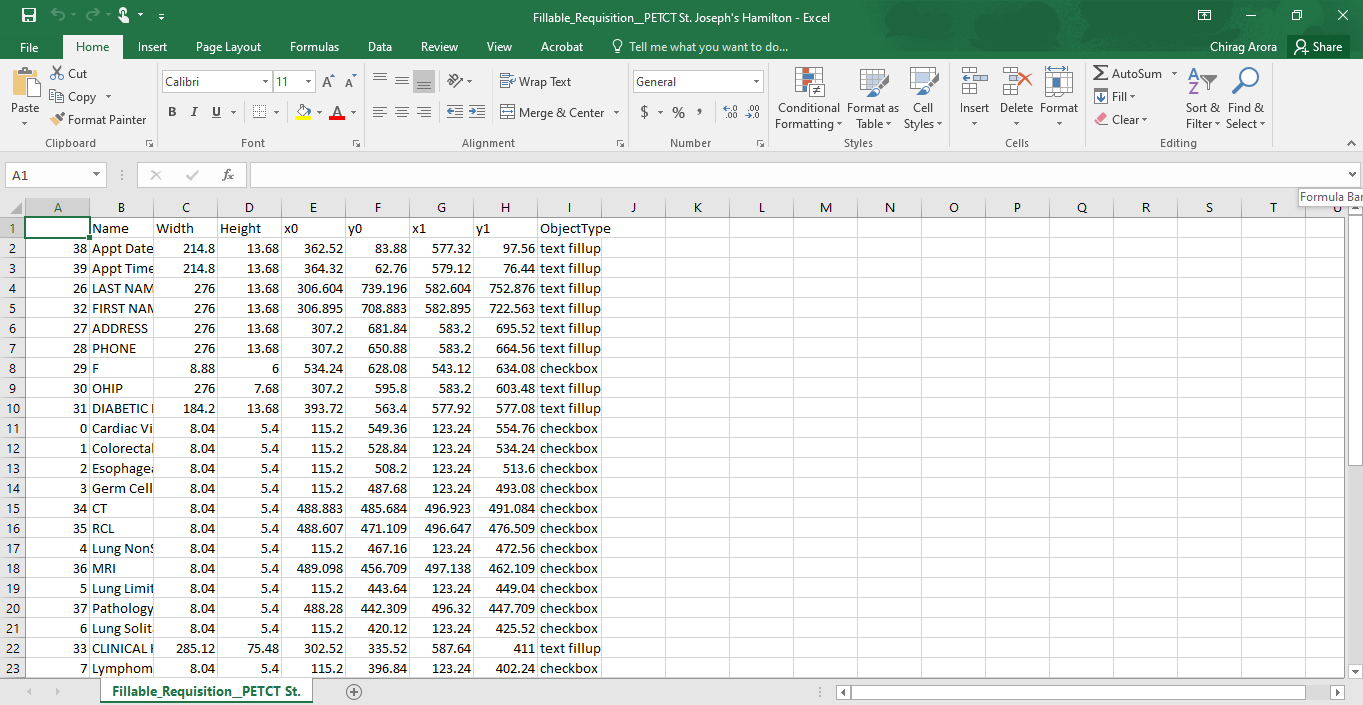 Fillable_Requisition__PETCT St. Joseph's Hamilton - Excel
File Home Insert Page Layout Formulas Data Review View Acrobat Tell me what you want to do... Chirag Arora Share
Paste
Cut
Copy
Format Painter
Clipboard
Calibri 11
B I U
Font
Wrap Text
Merge & Center
Alignment
General
$ % ,
Number
Conditional Formatting
Format as Table
Cell Styles
Styles
Insert Delete Format
Cells
AutoSum
Fill
Clear
Sort & Filter
Find & Select
Editing
A1 fx
Formula Bar
A B C D E F G H I J K L M N O P Q R S T U
1 Name Width Height x0 y0 x1 y1 ObjectType
2 38 Appt Date 214.8 13.68 362.52 83.88 577.32 97.56 text fillup
3 39 Appt Time 214.8 13.68 364.32 62.76 579.12 76.44 text fillup
4 26 LAST NAM 276 13.68 306.604 739.196 582.604 752.876 text fillup
5 32 FIRST NAM 276 13.68 306.895 708.883 582.895 722.563 text fillup
6 27 ADDRESS 276 13.68 307.2 681.84 583.2 695.52 text fillup
7 28 PHONE 276 13.68 307.2 650.88 583.2 664.56 text fillup
8 29 F 8.88 6 534.24 628.08 543.12 634.08 checkbox
9 30 OHIP 276 7.68 307.2 595.8 583.2 603.48 text fillup
10 31 DIABETIC 184.2 13.68 393.72 563.4 577.92 577.08 text fillup
11 0 Cardiac Vi 8.04 5.4 115.2 549.36 123.24 554.76 checkbox
12 1 Colorectal 8.04 5.4 115.2 528.84 123.24 534.24 checkbox
13 2 Esophagea 8.04 5.4 115.2 508.2 123.24 513.6 checkbox
14 3 Germ Cell 8.04 5.4 115.2 487.68 123.24 493.08 checkbox
15 34 CT 8.04 5.4 488.883 485.684 496.923 491.084 checkbox
16 35 RCL 8.04 5.4 488.607 471.109 496.647 476.509 checkbox
17 4 Lung NonS 8.04 5.4 115.2 467.16 123.24 472.56 checkbox
18 36 MRI 8.04 5.4 489.098 456.709 497.138 462.109 checkbox
19 5 Lung Limit 8.04 5.4 115.2 443.64 123.24 449.04 checkbox
20 37 Pathology 8.04 5.4 488.28 442.309 496.32 447.709 checkbox
21 6 Lung Solit 8.04 5.4 115.2 420.12 123.24 425.52 checkbox
22 33 CLINICAL 285.12 75.48 302.52 335.52 587.64 411 text fillup
23 7 Lymphom 8.04 5.4 115.2 396.84 123.24 402.24 checkbox
Fillable_Requisition__PETCT St.